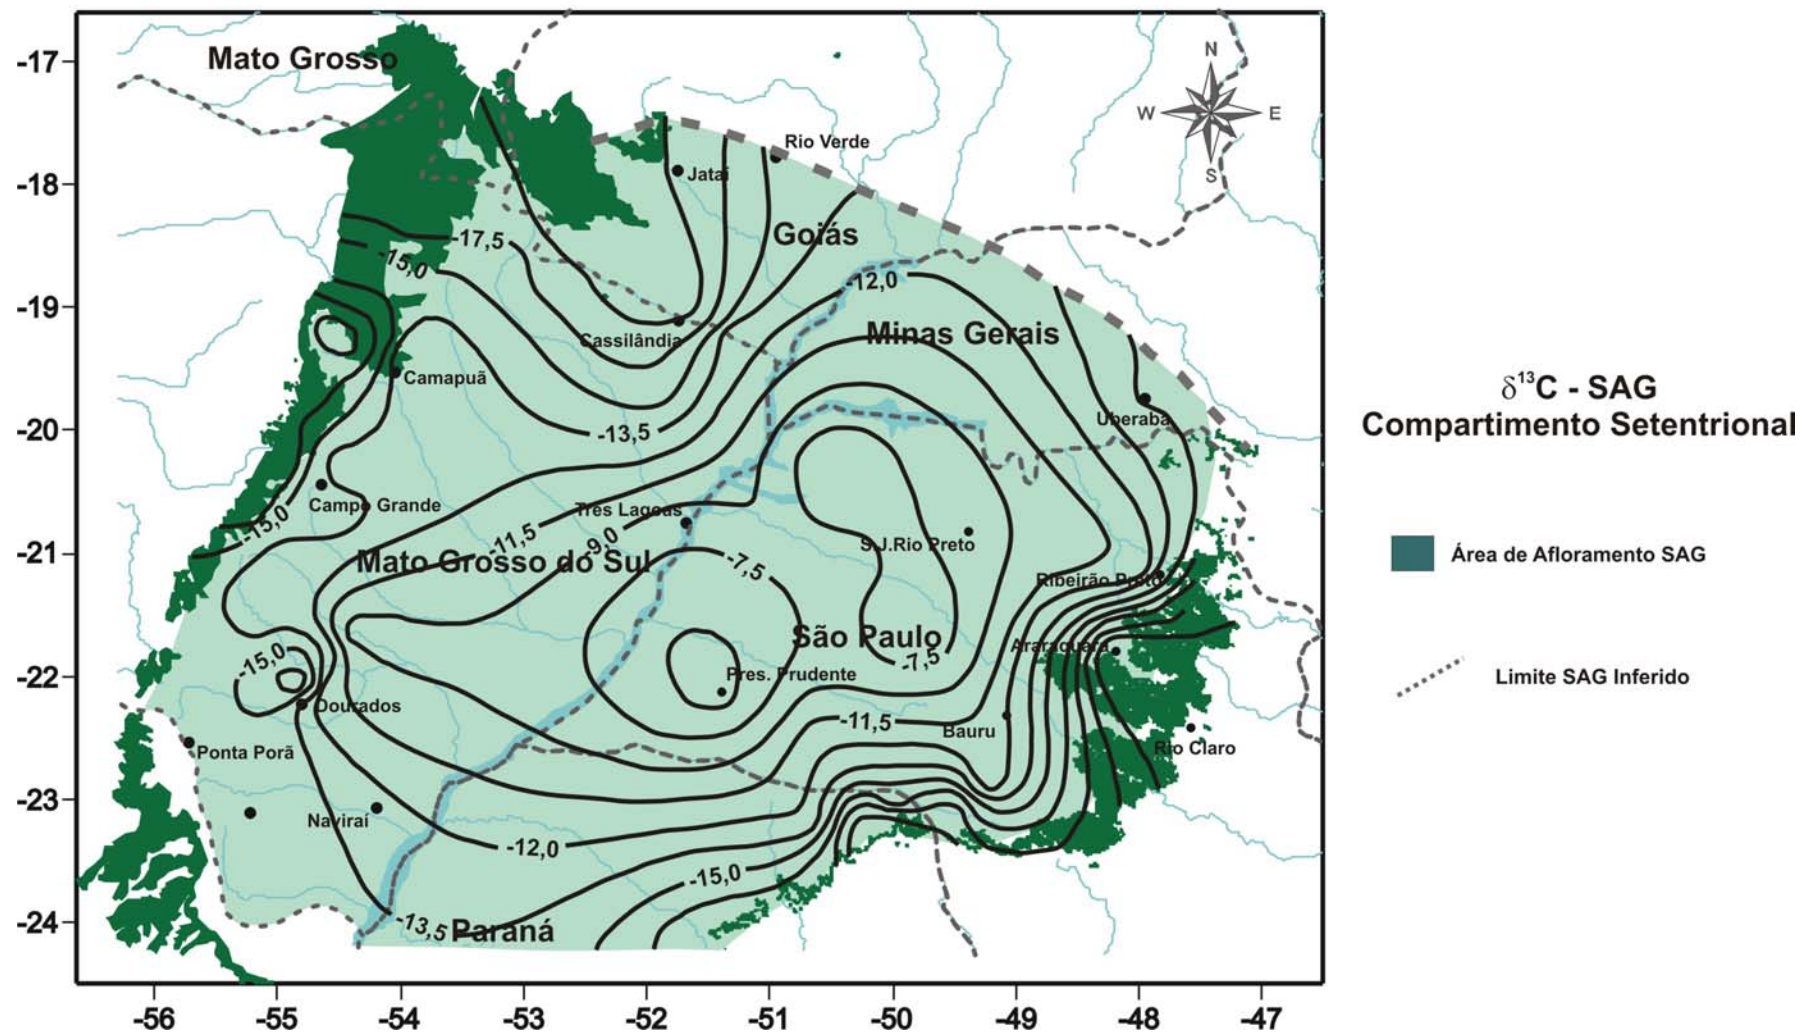 Mato Grosso
-17
N
W
E
S
Rio Verde
Jataí
-18
Goiás
-17,5
-15,0
-12,0
-19
Minas Gerais
Cassilândia
Camapuã
δ¹³C - SAG
Compartimento Setentrional
Uberaba
-20
-13,5
Campo Grande
Três Lagoas
-15,0
-11,5
-9,0
S.J.Rio Preto
-21
Mato Grosso do Sul
-7,5
Ribeirão Preto
Área de Afloramento SAG
São Paulo
Araraquara
-15,0
-7,5
-22
Pres. Prudente
Limite SAG Inferido
Dourados
-11,5
Bauru
Ponta Porã
Rio Claro
-23
Naviraí
-12,0
-15,0
-24
-13,5
Paraná
-56 -55 -54 -53 -52 -51 -50 -49 -48 -47